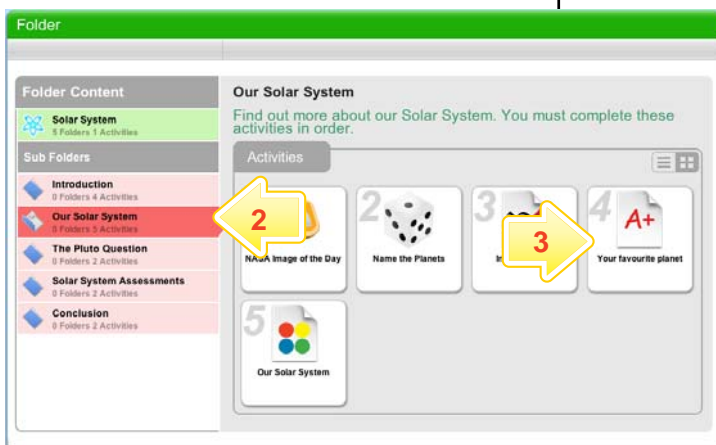 Folder
Folder Content
Solar System
5 Folders 1 Activities
Sub Folders
Introduction
0 Folders 4 Activities
Our Solar System
0 Folders 5 Activities
The Pluto Question
0 Folders 2 Activities
Solar System Assessments
0 Folders 2 Activities
Conclusion
0 Folders 2 Activities
Our Solar System
Find out more about our Solar System. You must complete these
activities in order.
Activities
NASA Image of the Day
2
Name the Planets
3
4
A+
Your favourite planet
5
Our Solar System
2
3